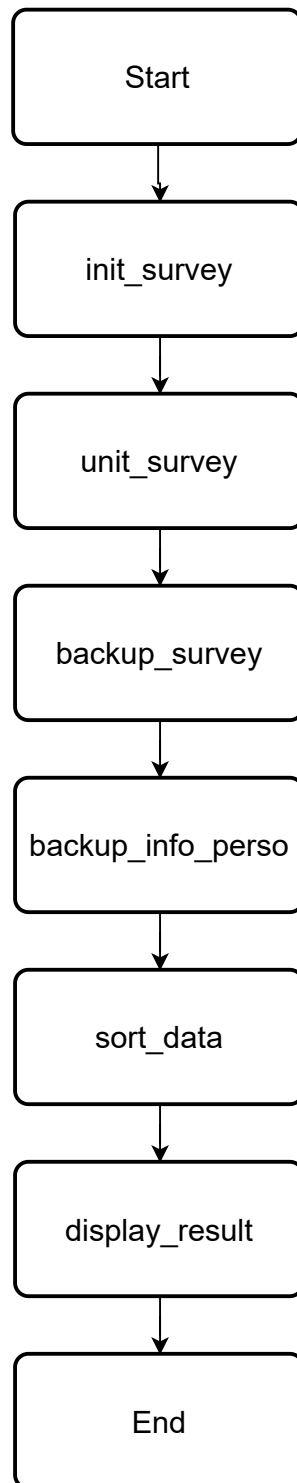 Start
init_survey
unit_survey
backup_survey
backup_info_perso
sort_data
display_result
End